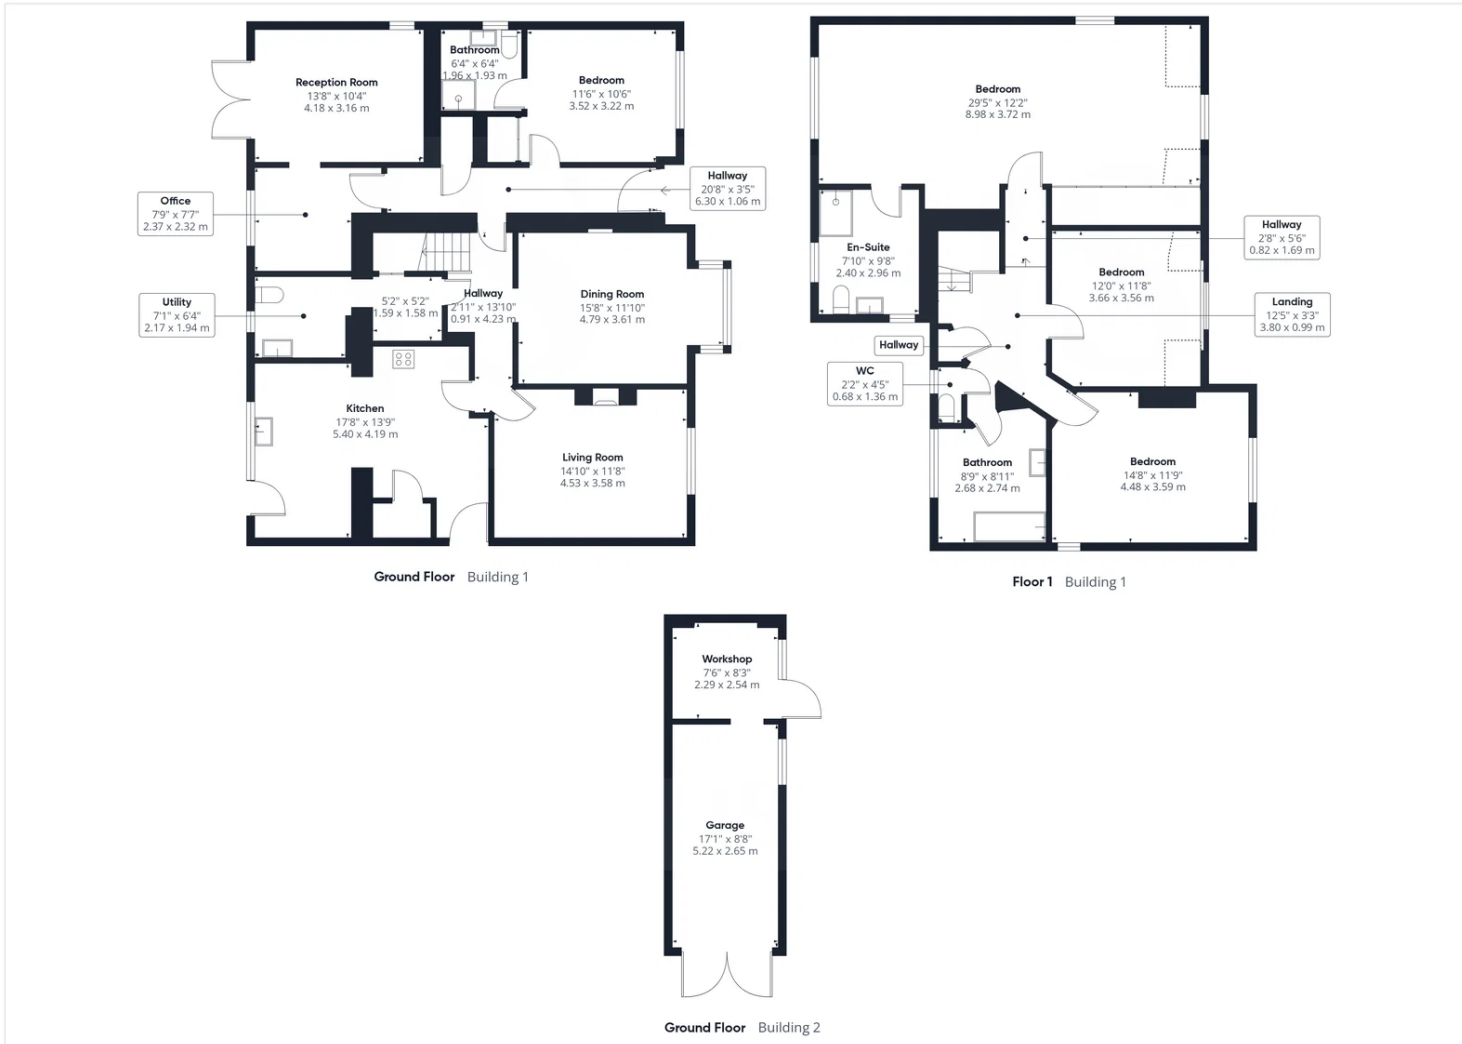 Reception Room
13'8" x 10'4"
4.18 x 3.16 m
Bathroom
6'4" x 6'4"
1.96 x 1.93 m
Bedroom
11'6" x 10'6"
3.52 x 3.22 m
Hallway
20'8" x 3'5"
6.30 x 1.06 m
Office
7'9" x 7'7"
2.37 x 2.32 m
Utility
7'1" x 6'4"
2.17 x 1.94 m
5'2" x 5'2"
1.59 x 1.58 m
Hallway
2'11" x 13'10"
0.91 x 4.23 m
Dining Room
15'8" x 11'10"
4.79 x 3.61 m
Kitchen
17'8" x 13'9"
5.40 x 4.19 m
Living Room
14'10" x 11'8"
4.53 x 3.58 m
Ground Floor Building 1
Bedroom
29'5" x 12'2"
8.98 x 3.72 m
Hallway
2'8" x 5'6"
0.82 x 1.69 m
En-Suite
7'10" x 9'8"
2.40 x 2.96 m
Bedroom
12'0" x 11'8"
3.66 x 3.56 m
Landing
12'5" x 3'3"
3.80 x 0.99 m
Hallway
WC
2'2" x 4'5"
0.68 x 1.36 m
Bathroom
8'9" x 8'11"
2.68 x 2.74 m
Bedroom
14'8" x 11'9"
4.48 x 3.59 m
Floor 1 Building 1
Workshop
7'6" x 8'3"
2.29 x 2.54 m
Garage
17'1" x 8'8"
5.22 x 2.65 m
Ground Floor Building 2